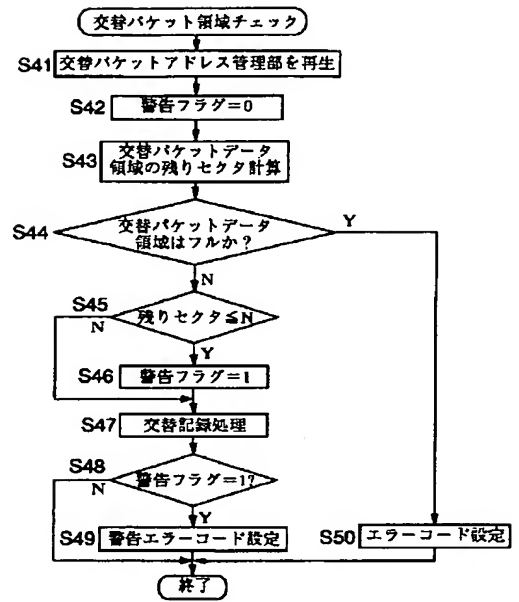 交替パケット領域チェック
S41
交替パケットアドレス管理部を再生
S42
警告フラグ=0
S43
交替パケットデータ
領域の残りセクタ計算
S44
交替パケットデータ
領域はフルか?
Y
N
S45
残りセクタ≦N
N
Y
S46
警告フラグ=1
S47
交替記録処理
S48
警告フラグ=1?
N
Y
S49
警告エラーコード設定
S50
エラーコード設定
終了